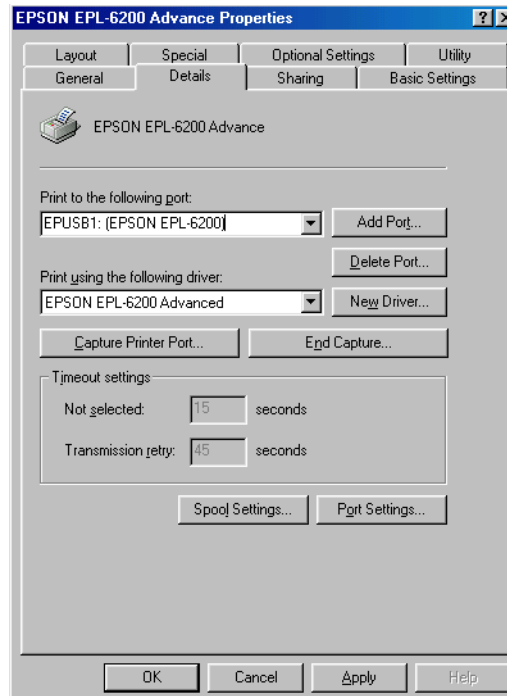 EPSON EPL-6200 Advance Properties
Layout Special Optional Settings Utility
General Details Sharing Basic Settings
EPSON EPL-6200 Advance
Print to the following port:
EPUSB1: (EPSON EPL-6200) Add Port...
Delete Port...
Print using the following driver:
EPSON EPL-6200 Advanced New Driver...
Capture Printer Port... End Capture...
Timeout settings
Not selected: 15 seconds
Transmission retry: 45 seconds
Spool Settings... Port Settings...
OK Cancel Apply Help